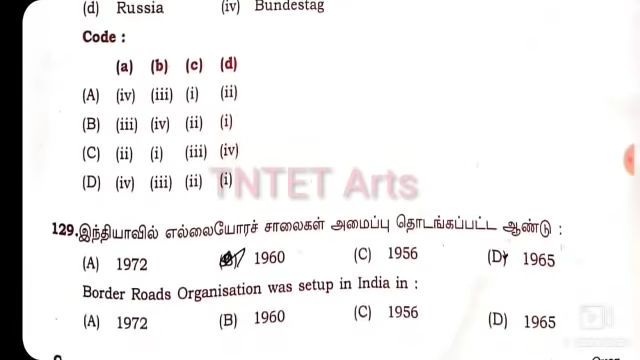 (d) Russia (iv) Bundestag
Code :
(a) (b) (c) (d)
(A) (iv) (iii) (i) (ii)
(B) (iii) (iv) (ii) (i)
(C) (ii) (i) (iii) (iv)
(D) (iv) (iii) (ii) (i)
TNTET Arts
129. இந்தியாவில் எல்லையோரச் சாலைகள் அமைப்பு தொடங்கப்பட்ட ஆண்டு :
(A) 1972 (B) 1960 (C) 1956 (D) 1965
Border Roads Organisation was setup in India in :
(A) 1972 (B) 1960 (C) 1956 (D) 1965